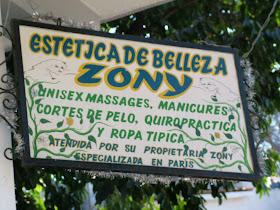 ESTETICA DE BELLEZA
ZONY
UNISEX MASSAGES, MANICURES
CORTES DE PELO, QUIROPRACTICA
Y ROPA TIPICA
ATENDIDA POR SU PROPIETARIA ZONY
ESPECIALIZADA EN PARIS